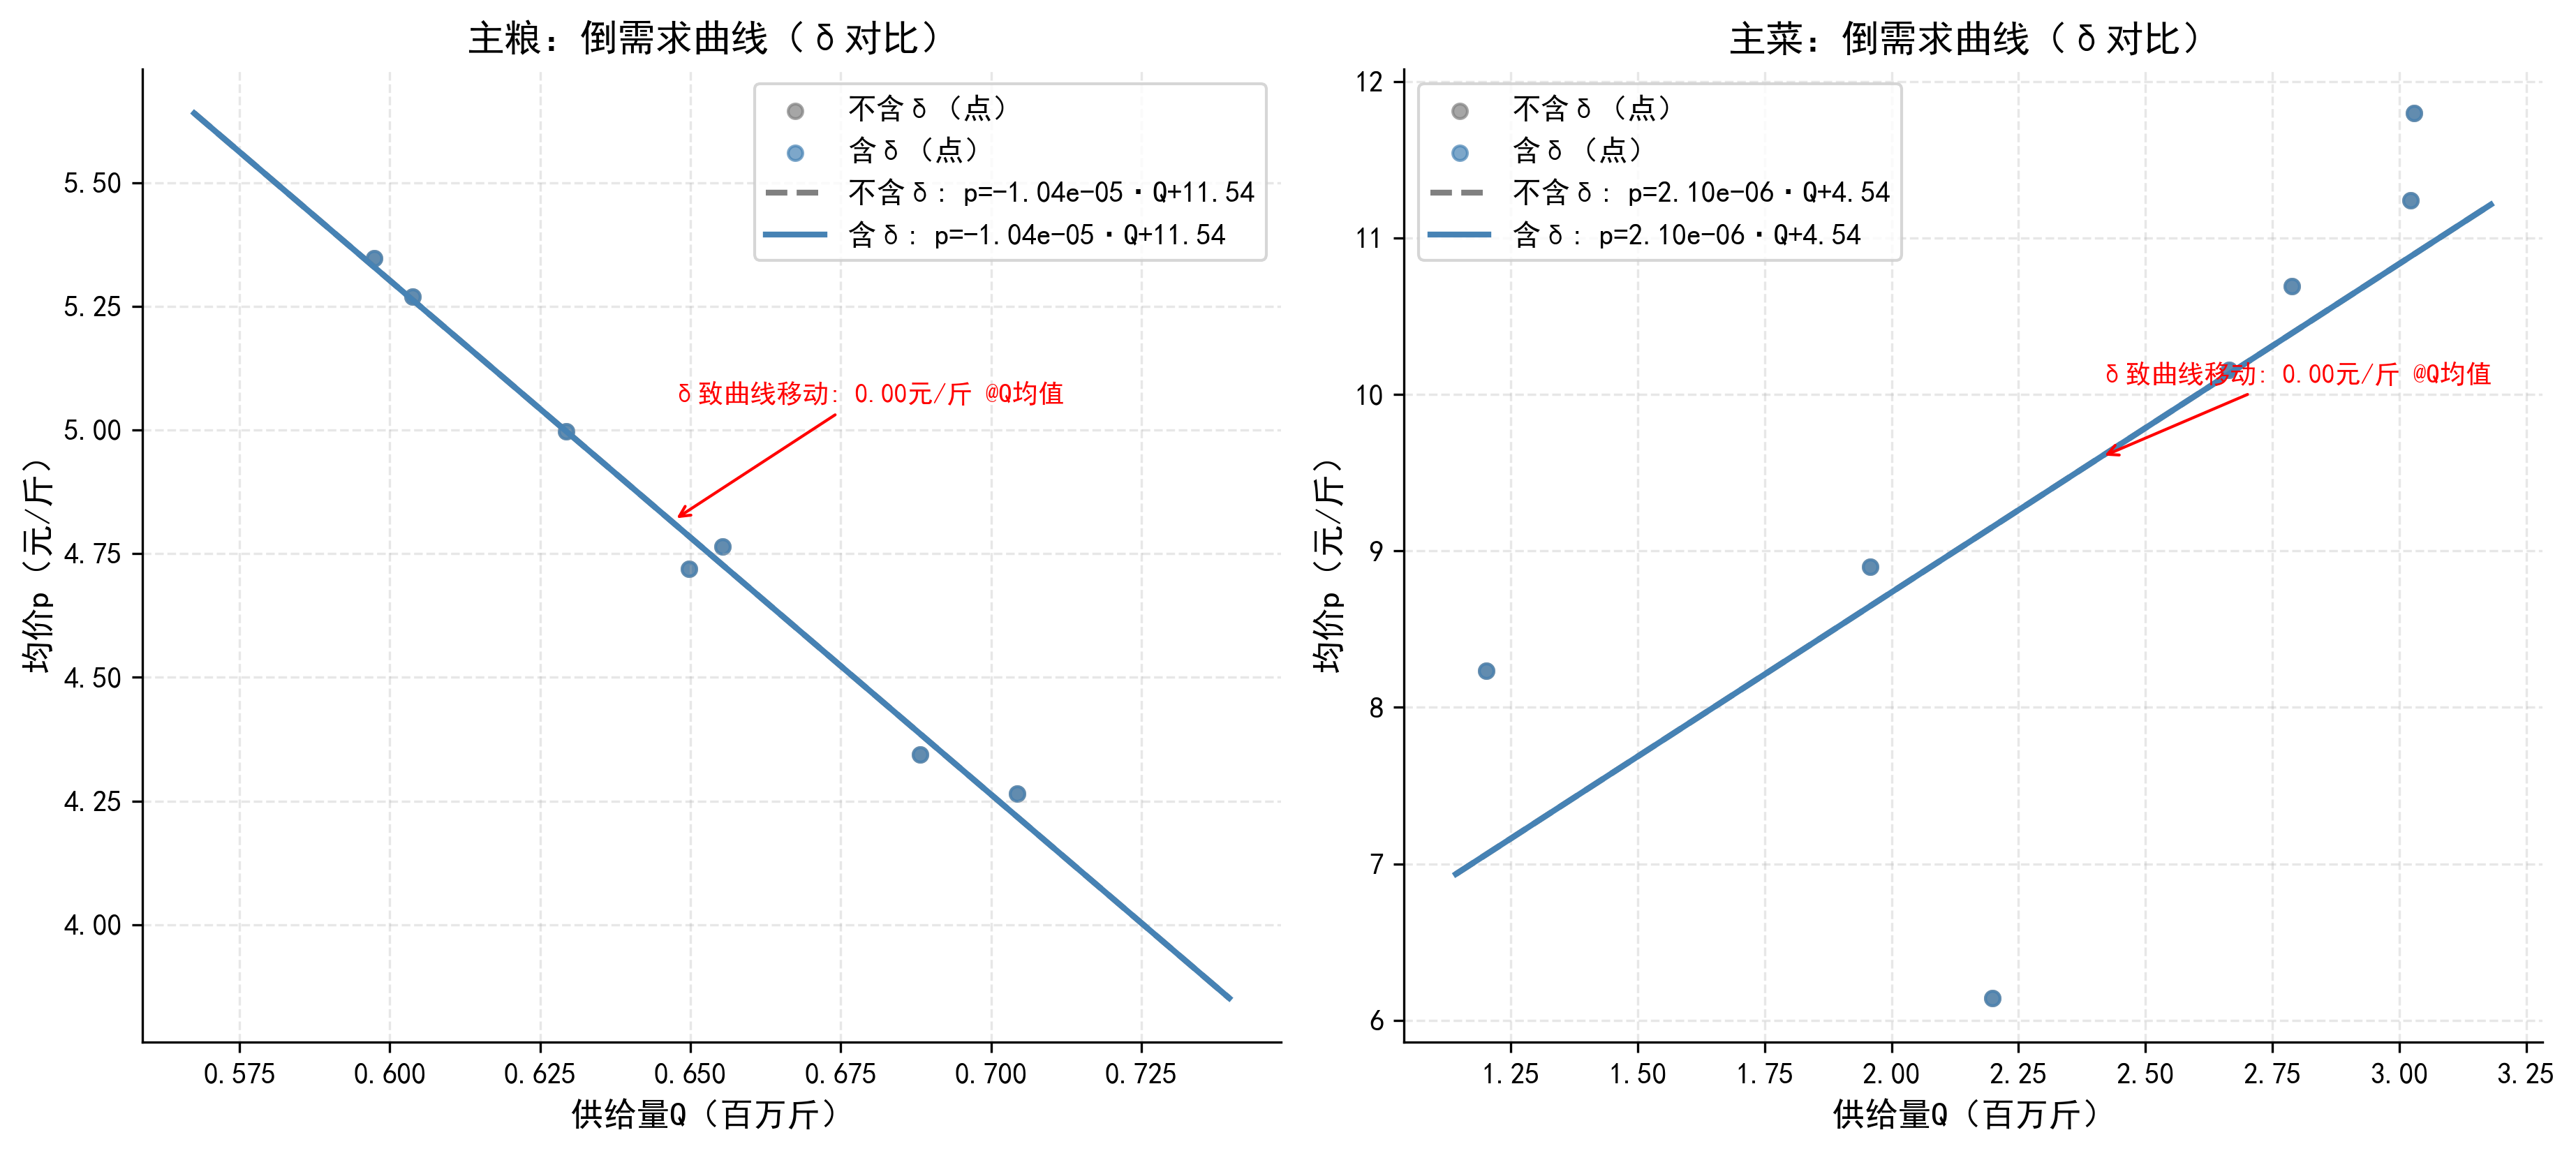 主粮：倒需求曲线（δ对比）
不含δ（点）
含δ（点）
不含δ：p=−1.04e−05·Q+11.54
含δ：p=−1.04e−05·Q+11.54
δ致曲线移动: 0.00元/斤 @Q均值
均价p（元/斤）
5.50
5.25
5.00
4.75
4.50
4.25
4.00
0.575
0.600
0.625
0.650
0.675
0.700
0.725
供给量Q（百万斤）
主菜：倒需求曲线（δ对比）
不含δ（点）
含δ（点）
不含δ：p=2.10e−06·Q+4.54
含δ：p=2.10e−06·Q+4.54
δ致曲线移动: 0.00元/斤 @Q均值
均价p（元/斤）
12
11
10
9
8
7
6
1.25
1.50
1.75
2.00
2.25
2.50
2.75
3.00
3.25
供给量Q（百万斤）